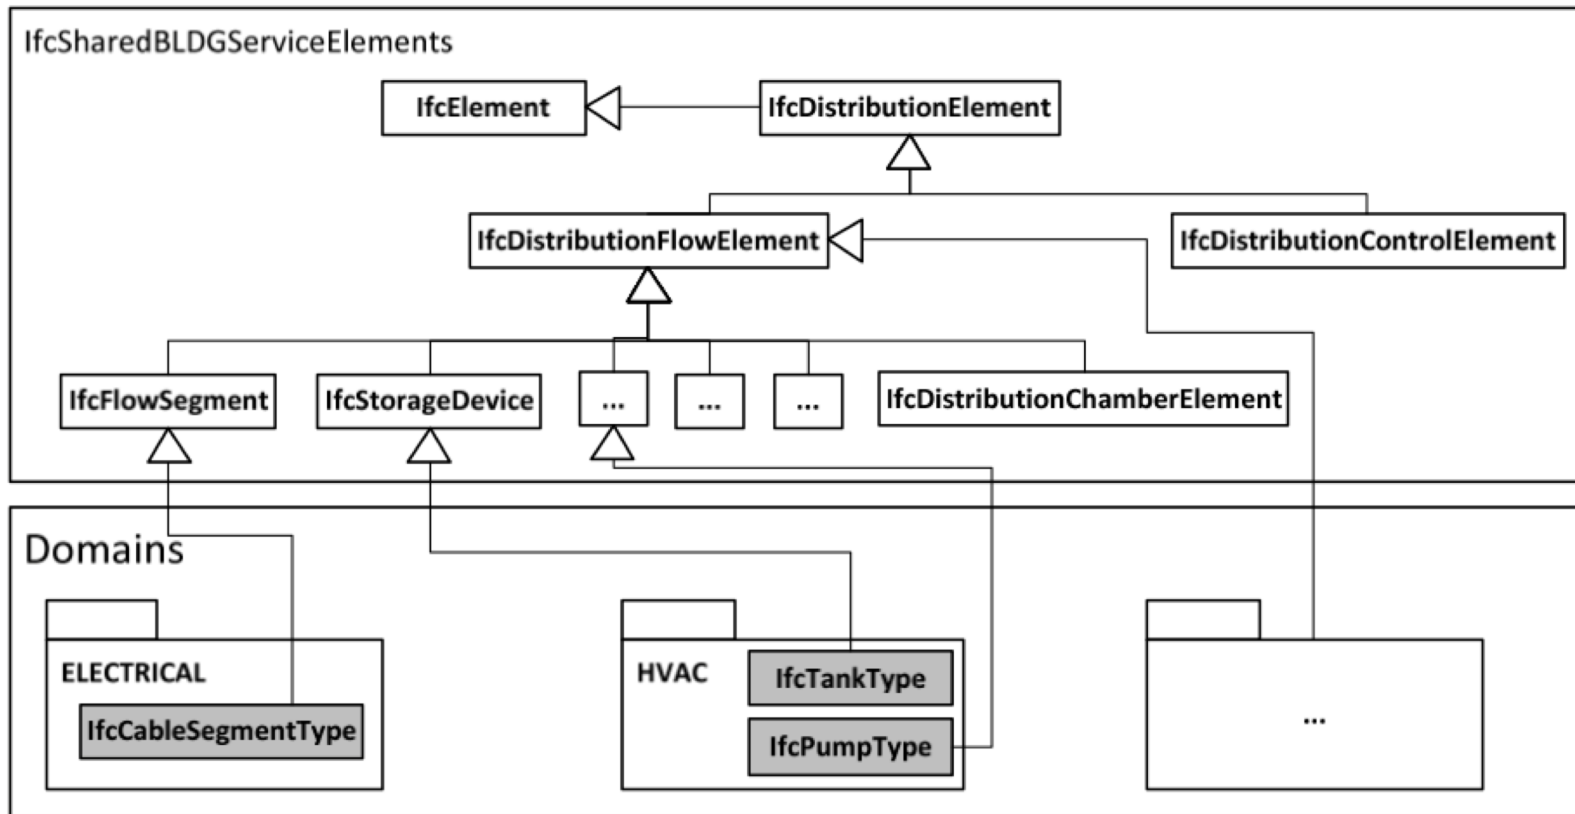 IfcSharedBLDGServiceElements
IfcElement
IfcDistributionElement
IfcDistributionFlowElement
IfcDistributionControlElement
IfcFlowSegment
IfcStorageDevice
...
...
...
IfcDistributionChamberElement
Domains
ELECTRICAL
IfcCableSegmentType
HVAC
IfcTankType
IfcPumpType
...